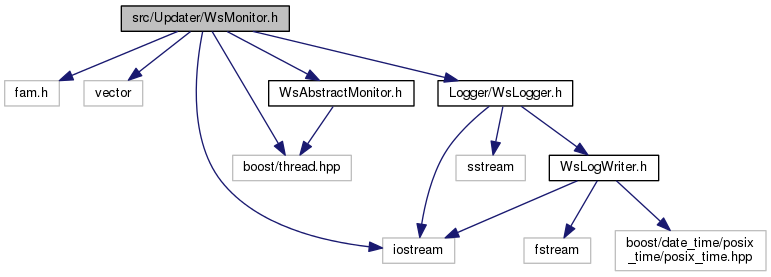 src/Updater/WsMonitor.h
fam.h
vector
WsAbstractMonitor.h
Logger/WsLogger.h
boost/thread.hpp
sstream
WsLogWriter.h
iostream
fstream
boost/date_time/posix
_time/posix_time.hpp